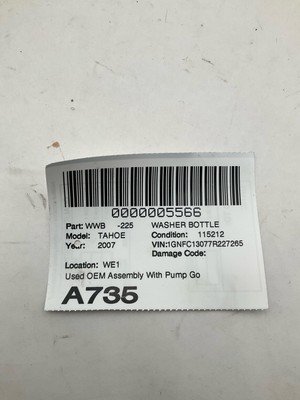 0000005566
Part: WWB -225 WASHER BOTTLE
Model: TAHOE Condition: 115212
Year: 2007 VIN:1GNFC13077R227265
Damage Code:
Location: WE1
Used OEM Assembly With Pump Go
A735